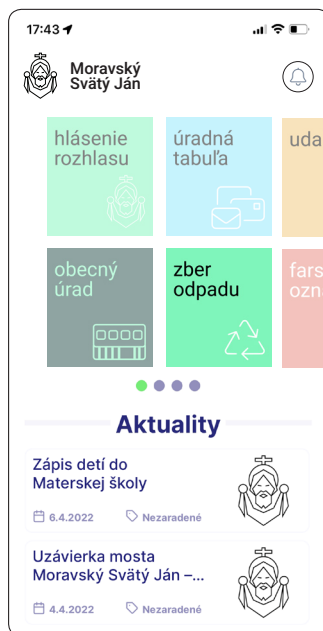 17:43
Moravský
Svätý Ján
hlásenie
rozhlasu
úradná
tabuľa
uda
obecný
úrad
zber
odpadu
fars
ozn
Aktuality
Zápis detí do
Materskej školy
6.4.2022 Nezaradené
Uzávierka mosta
Moravský Svätý Ján –...
4.4.2022 Nezaradené